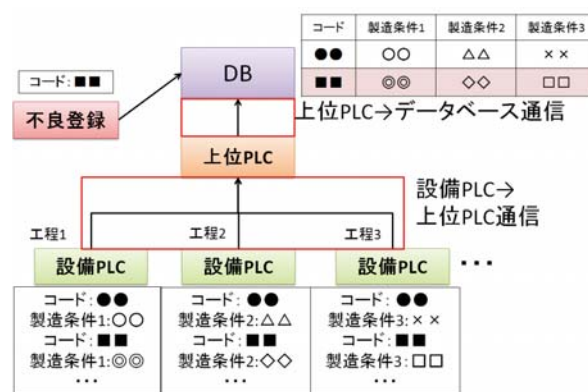 コード 製造条件1 製造条件2 製造条件3
●● ○○ △△ ××
■■ ◎◎ ◇◇ □□
コード:■■
DB
不良登録
上位PLC→データベース通信
上位PLC
設備PLC→
上位PLC通信
工程1 工程2 工程3
設備PLC 設備PLC 設備PLC ・・・
コード:●● コード:●● コード:●●
製造条件1:○○ 製造条件2:△△ 製造条件3:××
コード:■■ コード:■■ コード:■■
製造条件1:◎◎ 製造条件2:◇◇ 製造条件3:□□
・・・ ・・・ ・・・